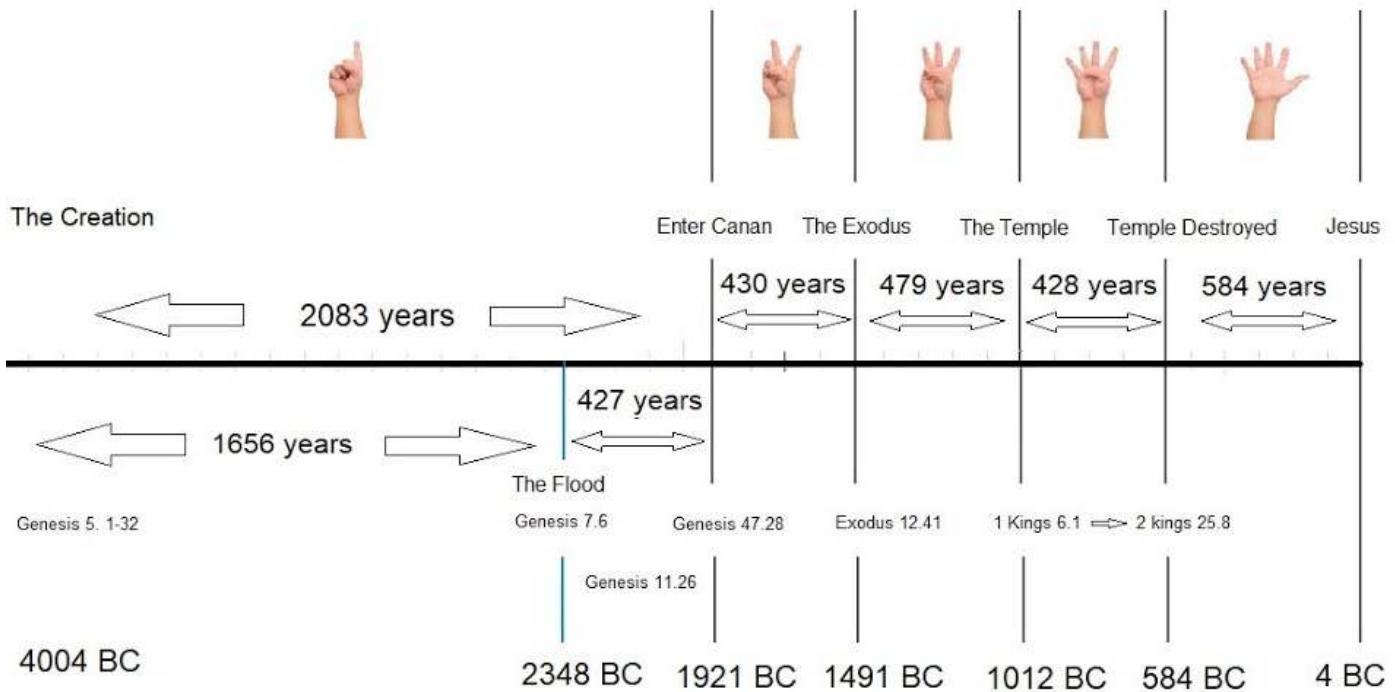 The Creation
Enter Canan
The Exodus
The Temple
Temple Destroyed
Jesus
2083 years
430 years
479 years
428 years
584 years
1656 years
427 years
The Flood
Genesis 5. 1-32
Genesis 7.6
Genesis 47.28
Exodus 12.41
1 Kings 6.1
2 kings 25.8
Genesis 11.26
4004 BC
2348 BC
1921 BC
1491 BC
1012 BC
584 BC
4 BC